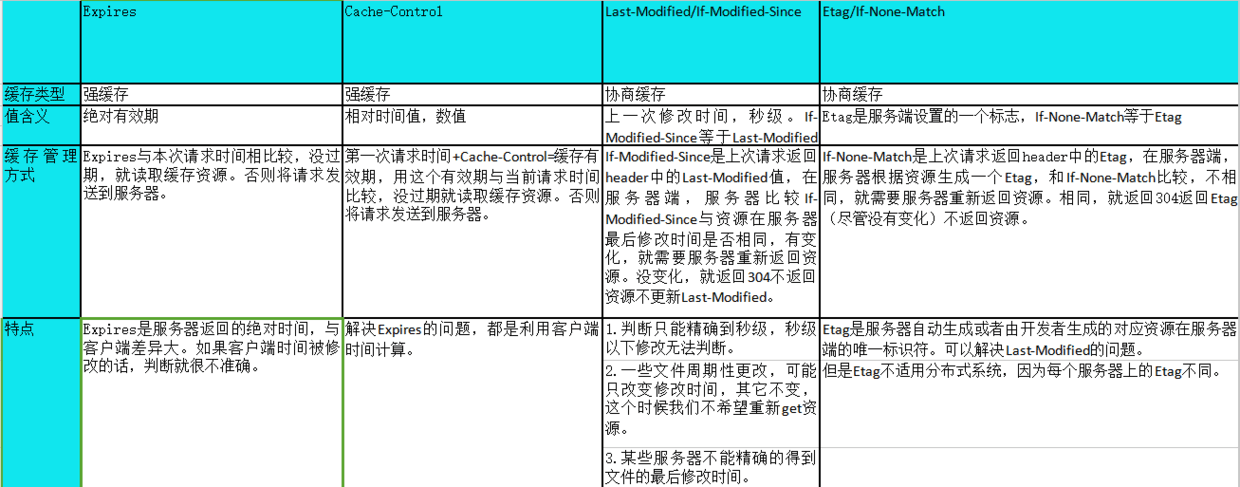 Expires
Cache-Control
Last-Modified/If-Modified-Since
Etag/If-None-Match
缓存类型
强缓存
强缓存
协商缓存
协商缓存
值含义
绝对有效期
相对时间值，数值
上一次修改时间，秒级。If-
Modified-Since等于Last-Modified
Etag是服务端设置的一个标志，If-None-Match等于Etag
缓存管理
方式
Expires与本次请求时间相比较，没过
期，就读取缓存资源。否则将请求发
送到服务器。
第一次请求时间+Cache-Control=缓存有
效期，用这个有效期与当前请求时间
比较，没过期就读取缓存资源。否则
将请求发送到服务器。
If-Modified-Since是上次请求返回
header中的Last-Modified值，在
服务器端，服务器比较If-
Modified-Since与资源在服务器
最后修改时间是否相同，有变
化，就需要服务器重新返回资
源。没变化，就返回304不返回
资源不更新Last-Modified。
If-None-Match是上次请求返回header中的Etag，在服务器端，
服务器根据资源生成一个Etag，和If-None-Match比较，不相
同，就需要服务器重新返回资源。相同，就返回304返回Etag
（尽管没有变化）不返回资源。
特点
Expires是服务器返回的绝对时间，与
客户端差异大。如果客户端时间被修
改的话，判断就很不准确。
解决Expires的问题，都是利用客户端
时间计算。
1.判断只能精确到秒级，秒级
以下修改无法判断。
2.一些文件周期性更改，可能
只改变修改时间，其它不变，
这个时候我们不希望重新get资
源。
3.某些服务器不能精确的得到
文件的最后修改时间。
Etag是服务器自动生成或者由开发者生成的对应资源在服务器
端的唯一标识符。可以解决Last-Modified的问题。
但是Etag不适用分布式系统，因为每个服务器上的Etag不同。